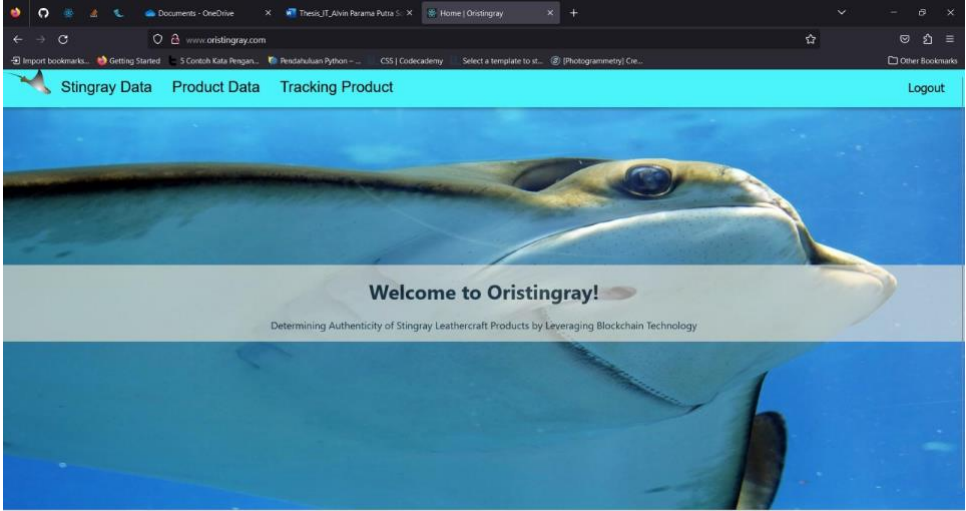 Documents - OneDrive
Thesis_IT_Alvin Parama Putra Sa
Home | Oristingray
www.oristingray.com
Import bookmarks...
Getting Started
5 Contoh Kata Pengan...
Pendahuluan Python – ...
CSS | Codecademy
Select a template to st...
[Photogrammetry] Cre...
Other Bookmarks
Stingray Data
Product Data
Tracking Product
Logout
Welcome to Oristingray!
Determining Authenticity of Stingray Leathercraft Products by Leveraging Blockchain Technology